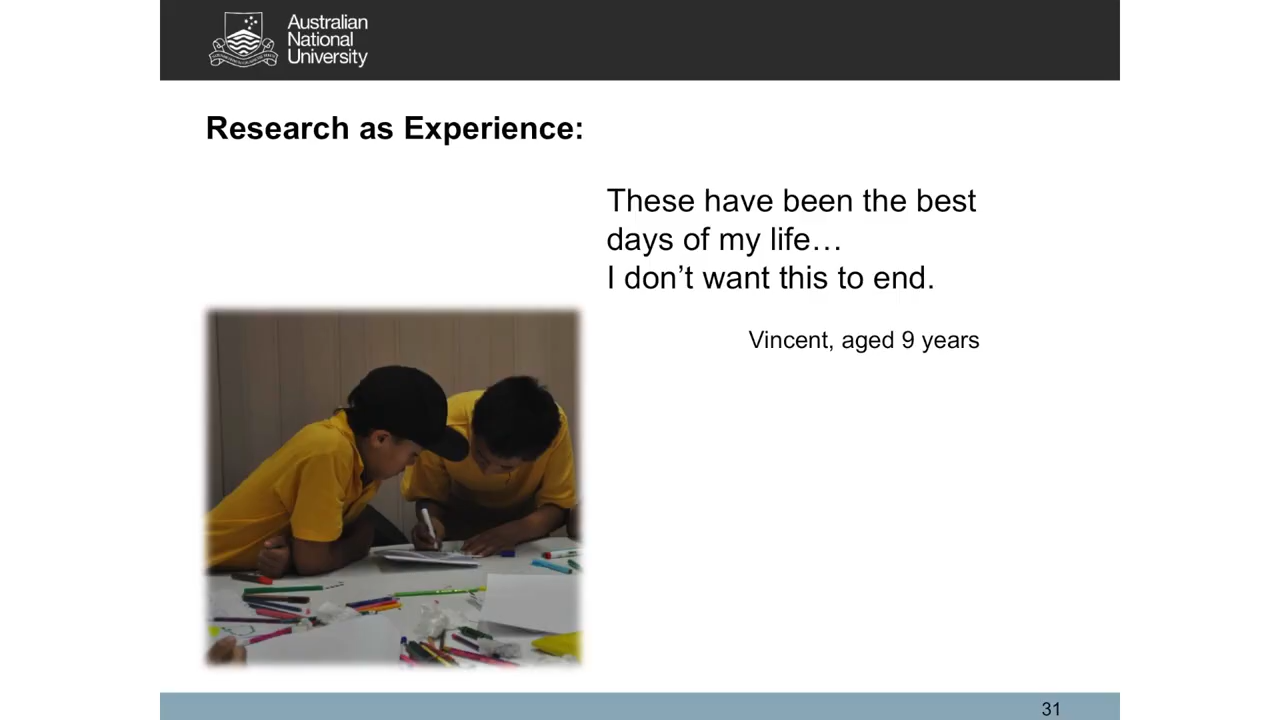 Australian
National
University
Research as Experience:
These have been the best
days of my life…
I don’t want this to end.
Vincent, aged 9 years
31